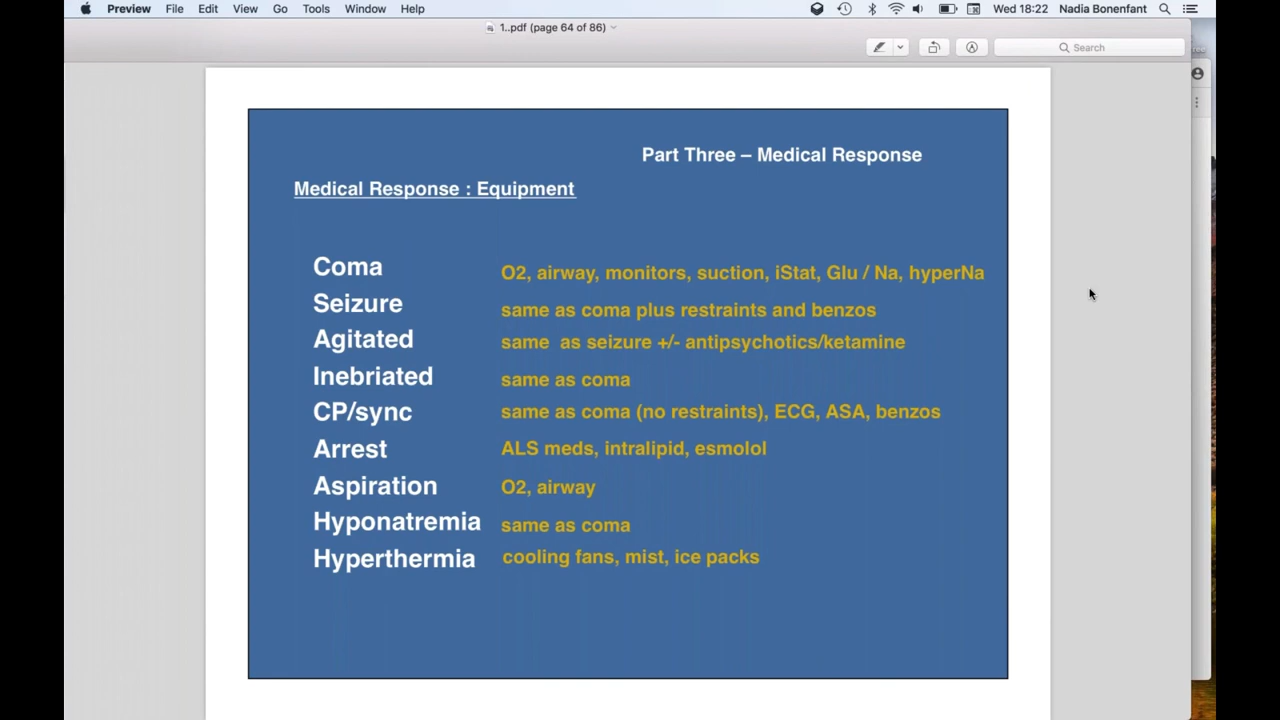 Preview File Edit View Go Tools Window Help Wed 18:22 Nadia Bonenfant
1..pdf (page 64 of 86)
Search
Part Three – Medical Response
Medical Response : Equipment
Coma O2, airway, monitors, suction, iStat, Glu / Na, hyperNa
Seizure same as coma plus restraints and benzos
Agitated same as seizure +/- antipsychotics/ketamine
Inebriated same as coma
CP/sync same as coma (no restraints), ECG, ASA, benzos
Arrest ALS meds, intralipid, esmolol
Aspiration O2, airway
Hyponatremia same as coma
Hyperthermia cooling fans, mist, ice packs